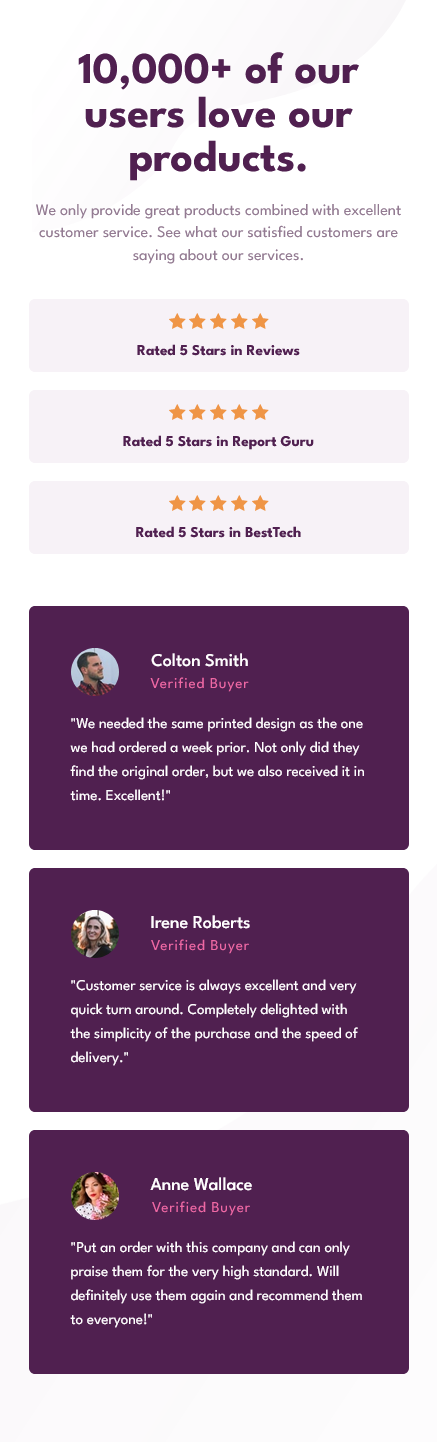 10,000+ of our
users love our
products.
We only provide great products combined with excellent
customer service. See what our satisfied customers are
saying about our services.
Rated 5 Stars in Reviews
Rated 5 Stars in Report Guru
Rated 5 Stars in BestTech
Colton Smith
Verified Buyer
"We needed the same printed design as the one
we had ordered a week prior. Not only did they
find the original order, but we also received it in
time. Excellent!"
Irene Roberts
Verified Buyer
"Customer service is always excellent and very
quick turn around. Completely delighted with
the simplicity of the purchase and the speed of
delivery."
Anne Wallace
Verified Buyer
"Put an order with this company and can only
praise them for the very high standard. Will
definitely use them again and recommend them
to everyone!"